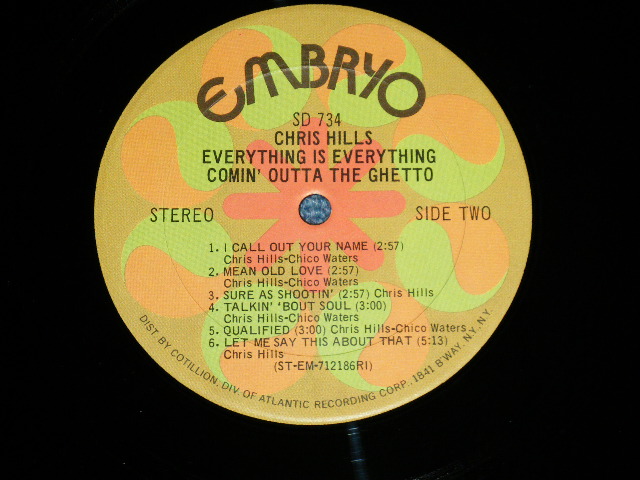 EMBRYO
SD 734
CHRIS HILLS
EVERYTHING IS EVERYTHING
COMIN' OUTTA THE GHETTO
STEREO
SIDE TWO
1. I CALL OUT YOUR NAME (2:57)
Chris Hills-Chico Waters
2. MEAN OLD LOVE (2:57)
Chris Hills-Chico Waters
3. SURE AS SHOOTIN' (2:57) Chris Hills
4. TALKIN' 'BOUT SOUL (3:00)
Chris Hills-Chico Waters
5. QUALIFIED (3:00) Chris Hills-Chico Waters
6. LET ME SAY THIS ABOUT THAT (5:13)
Chris Hills
(ST-EM-712186RI)
DIST. BY COTILLION, DIV. OF ATLANTIC RECORDING CORP., 1841 B'WAY, N.Y., N.Y.